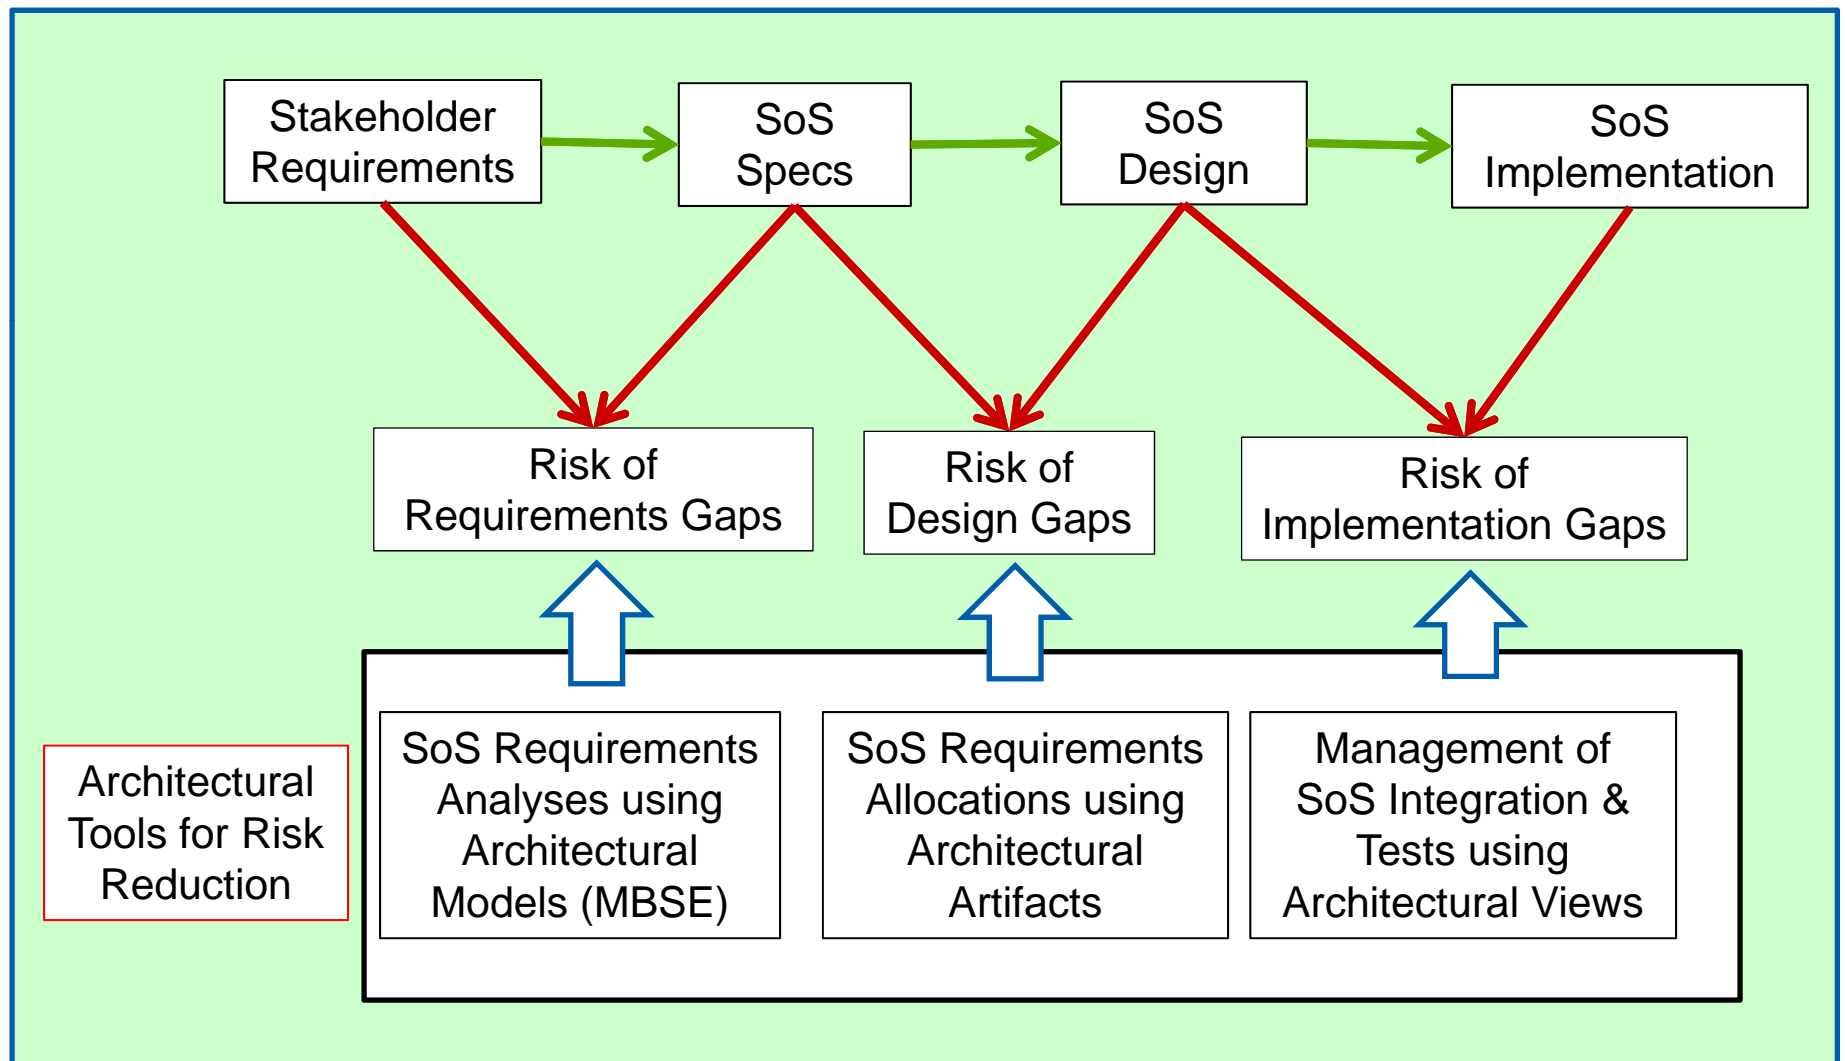 Stakeholder
Requirements
SoS
Specs
SoS
Design
SoS
Implementation
Risk of
Requirements Gaps
Risk of
Design Gaps
Risk of
Implementation Gaps
Architectural
Tools for Risk
Reduction
SoS Requirements
Analyses using
Architectural
Models (MBSE)
SoS Requirements
Allocations using
Architectural
Artifacts
Management of
SoS Integration &
Tests using
Architectural Views